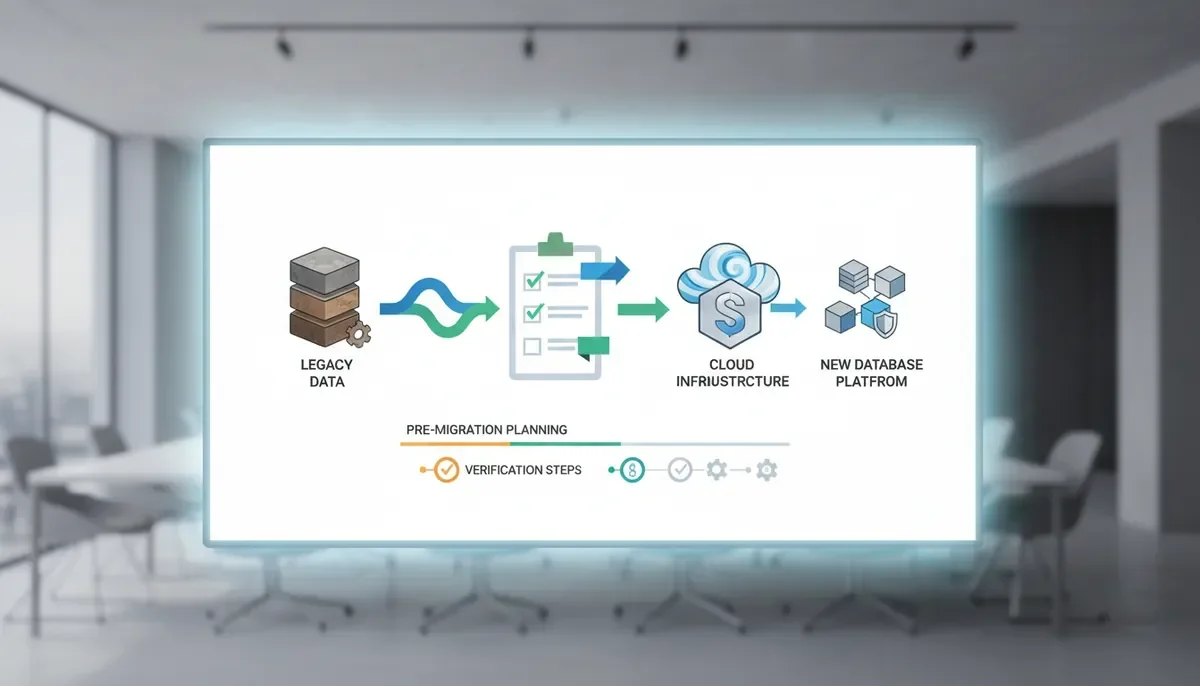 LEGACY
DATA
CLOUD
INFRIUSTRCTURE
NEW DATABASE
PLATFROM
PRE-MIGRATION PLANNING
VERIFICATION STEPS